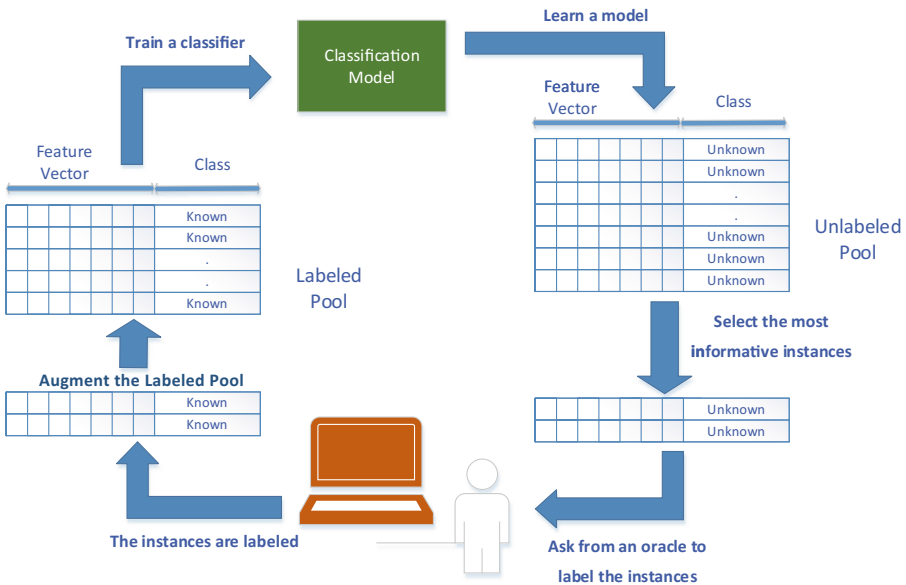 Learn a model
Train a classifier
Classification
Model
Feature
Vector
Class
Unknown
Unknown
.
.
Unknown
Unknown
Unknown
Unlabeled
Pool
Feature
Vector
Class
Known
Known
.
.
Known
Labeled
Pool
Select the most
informative instances
Augment the Labeled Pool
Known
Known
Unknown
Unknown
The instances are labeled
Ask from an oracle to
label the instances